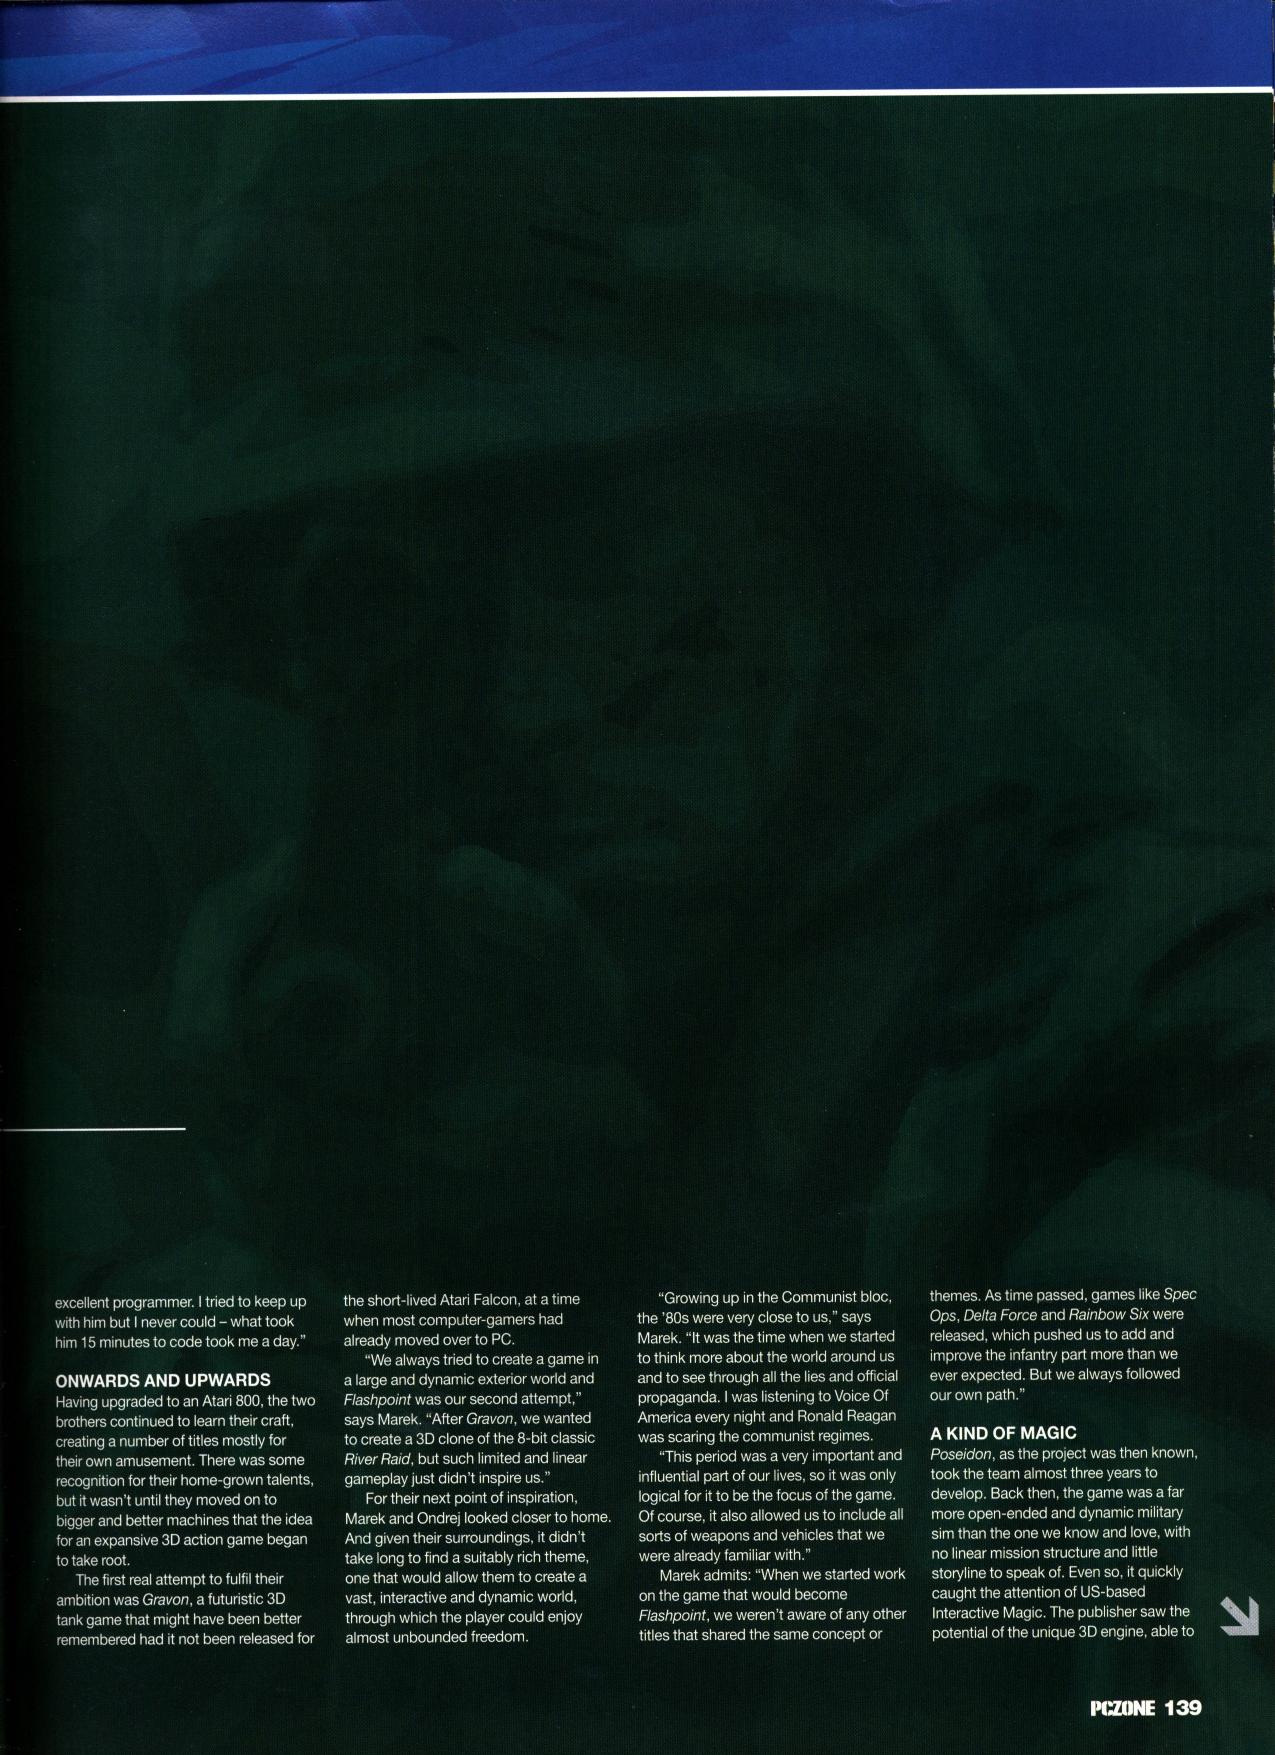 excellent programmer. I tried to keep up
with him but I never could – what took
him 15 minutes to code took me a day.”
ONWARDS AND UPWARDS
Having upgraded to an Atari 800, the two
brothers continued to learn their craft,
creating a number of titles mostly for
their own amusement. There was some
recognition for their home-grown talents,
but it wasn’t until they moved on to
bigger and better machines that the idea
for an expansive 3D action game began
to take root.
The first real attempt to fulfil their
ambition was Gravon, a futuristic 3D
tank game that might have been better
remembered had it not been released for
the short-lived Atari Falcon, at a time
when most computer-gamers had
already moved over to PC.
“We always tried to create a game in
a large and dynamic exterior world and
Flashpoint was our second attempt,”
says Marek. “After Gravon, we wanted
to create a 3D clone of the 8-bit classic
River Raid, but such limited and linear
gameplay just didn’t inspire us.”
For their next point of inspiration,
Marek and Ondrej looked closer to home.
And given their surroundings, it didn’t
take long to find a suitably rich theme,
one that would allow them to create a
vast, interactive and dynamic world,
through which the player could enjoy
almost unbounded freedom.
“Growing up in the Communist bloc,
the ’80s were very close to us,” says
Marek. “It was the time when we started
to think more about the world around us
and to see through all the lies and official
propaganda. I was listening to Voice Of
America every night and Ronald Reagan
was scaring the communist regimes.
“This period was a very important and
influential part of our lives, so it was only
logical for it to be the focus of the game.
Of course, it also allowed us to include all
sorts of weapons and vehicles that we
were already familiar with.”
Marek admits: “When we started work
on the game that would become
Flashpoint, we weren’t aware of any other
titles that shared the same concept or
themes. As time passed, games like Spec
Ops, Delta Force and Rainbow Six were
released, which pushed us to add and
improve the infantry part more than we
ever expected. But we always followed
our own path.”
A KIND OF MAGIC
Poseidon, as the project was then known,
took the team almost three years to
develop. Back then, the game was a far
more open-ended and dynamic military
sim than the one we know and love, with
no linear mission structure and little
storyline to speak of. Even so, it quickly
caught the attention of US-based
Interactive Magic. The publisher saw the
potential of the unique 3D engine, able to
PCZONE 139